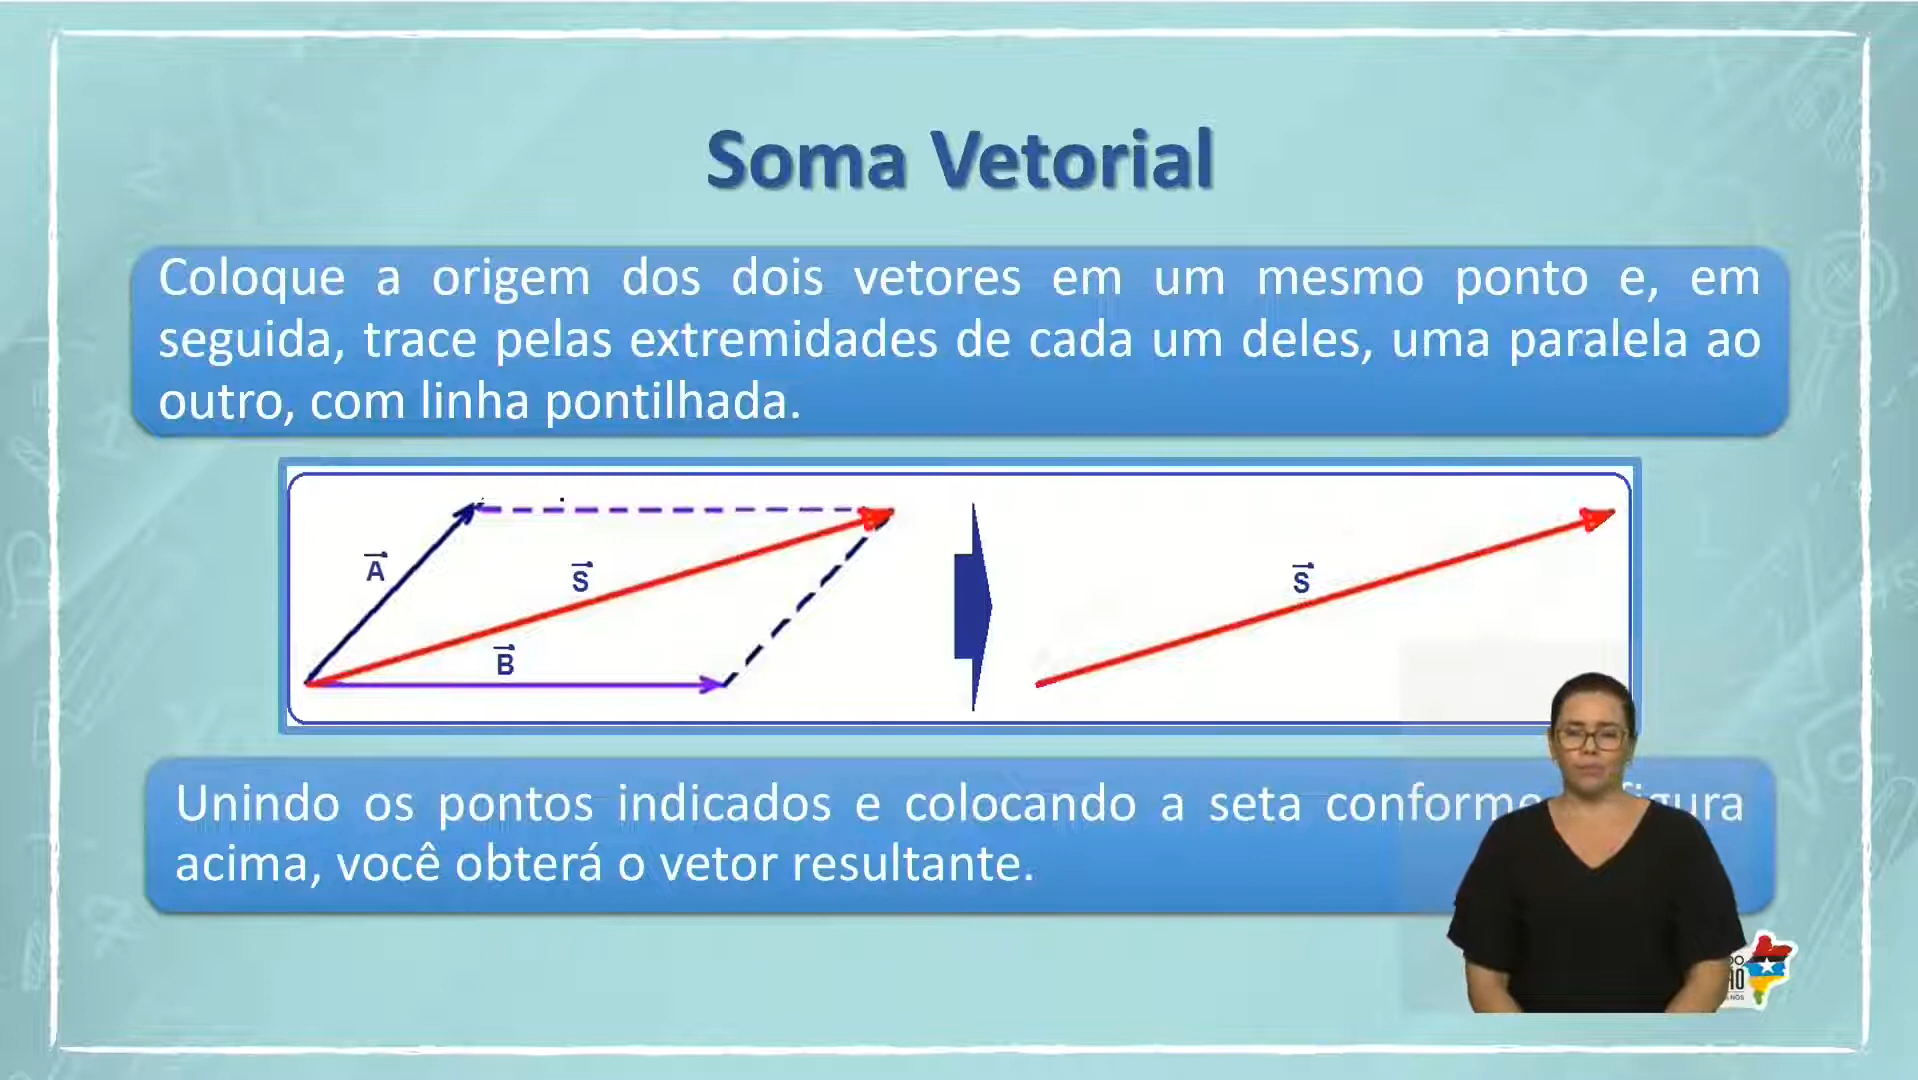 Soma Vetorial
Coloque a origem dos dois vetores em um mesmo ponto e, em
seguida, trace pelas extremidades de cada um deles, uma paralela ao
outro, com linha pontilhada.
A
S
B
S
Unindo os pontos indicados e colocando a seta conforme figura
acima, você obterá o vetor resultante.